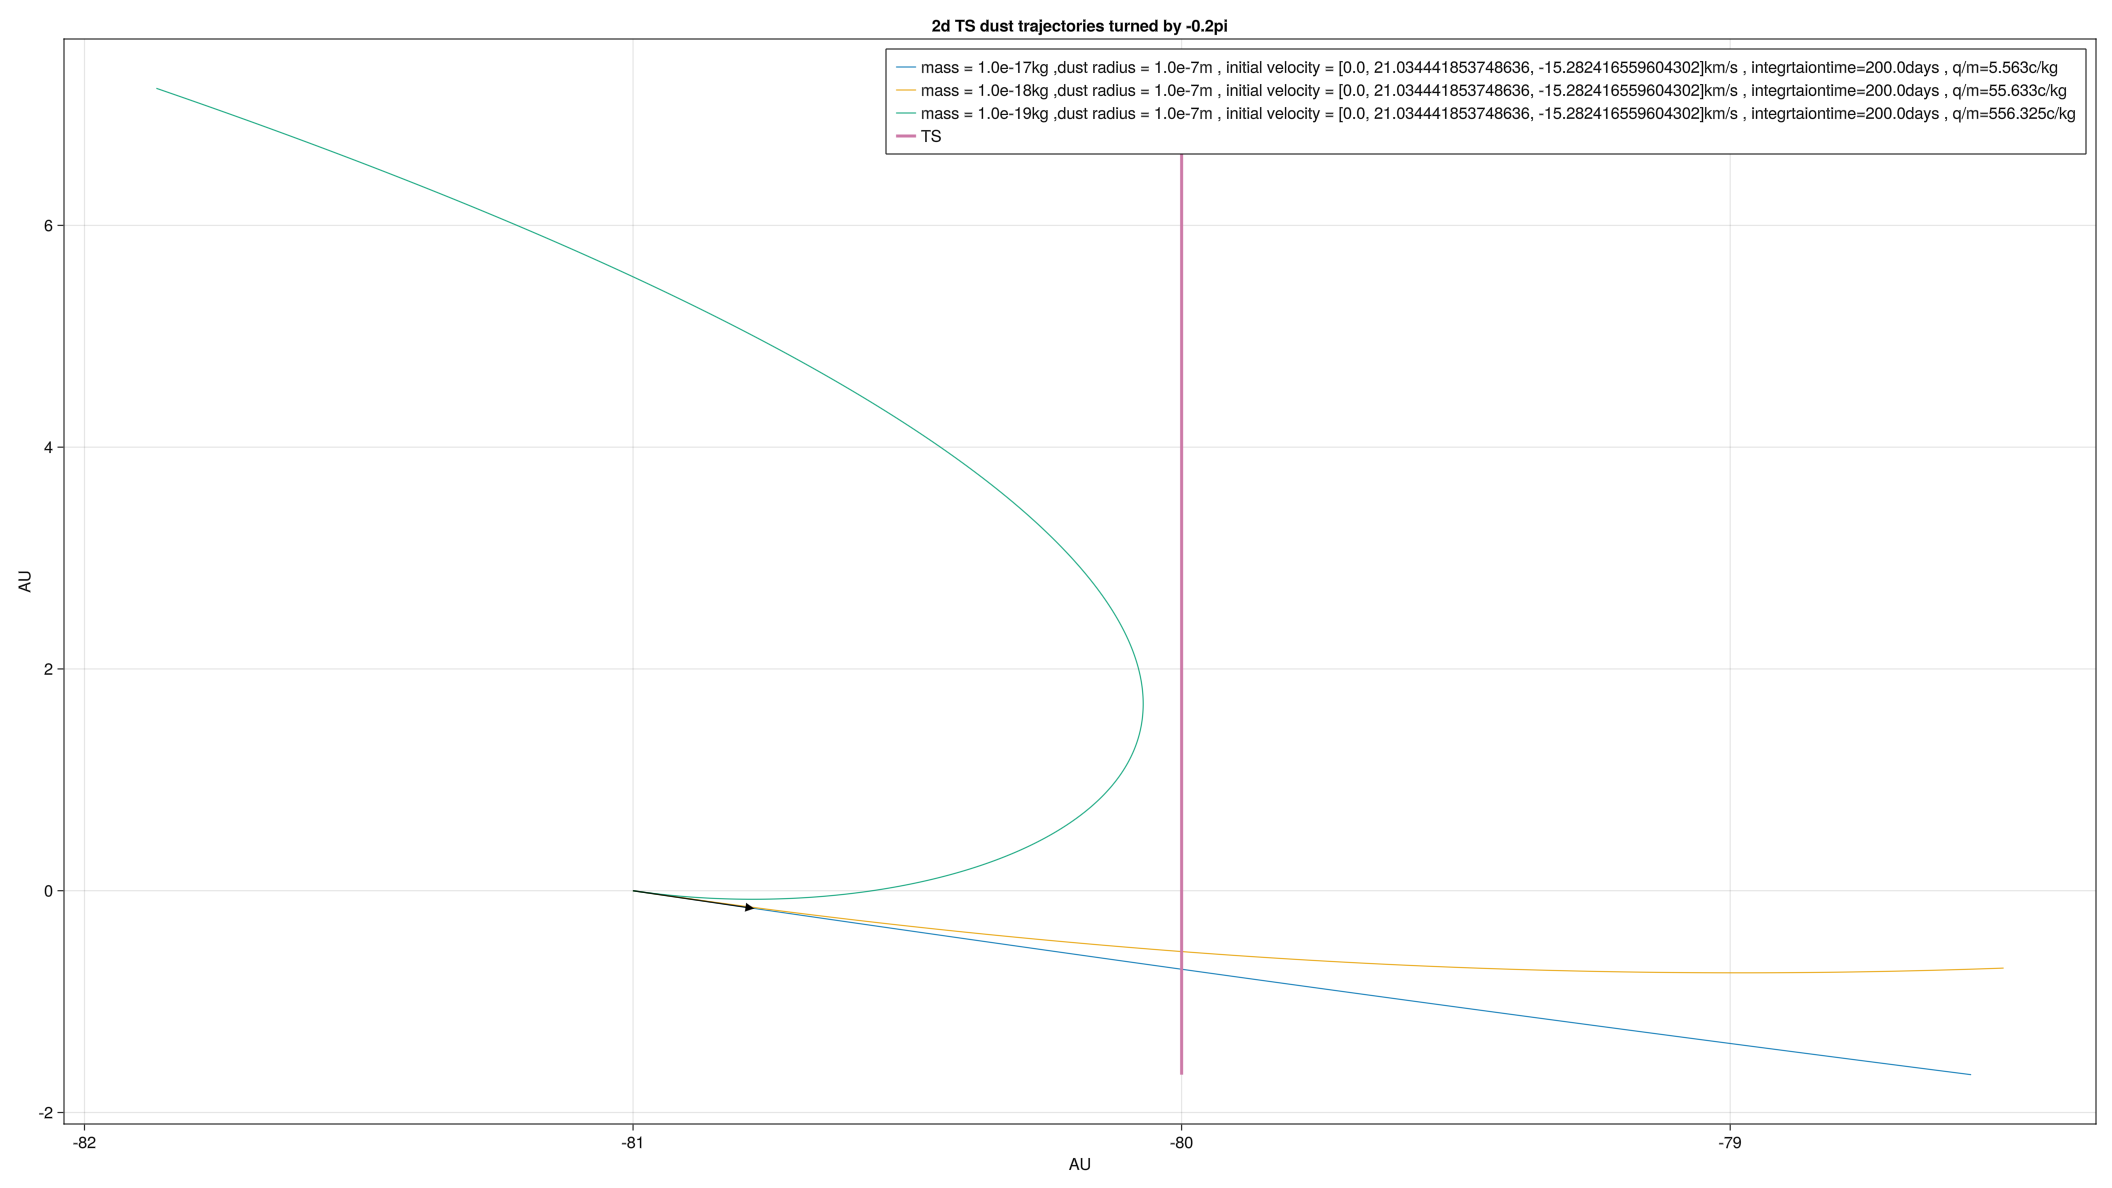 2d TS dust trajectories turned by -0.2pi
mass = 1.0e-17kg ,dust radius = 1.0e-7m , initial velocity = [0.0, 21.034441853748636, -15.282416559604302]km/s , integrtaiontime=200.0days , q/m=5.563c/kg
mass = 1.0e-18kg ,dust radius = 1.0e-7m , initial velocity = [0.0, 21.034441853748636, -15.282416559604302]km/s , integrtaiontime=200.0days , q/m=55.633c/kg
mass = 1.0e-19kg ,dust radius = 1.0e-7m , initial velocity = [0.0, 21.034441853748636, -15.282416559604302]km/s , integrtaiontime=200.0days , q/m=556.325c/kg
TS
6
4
2
0
-2
AU
-82
-81
-80
-79
AU